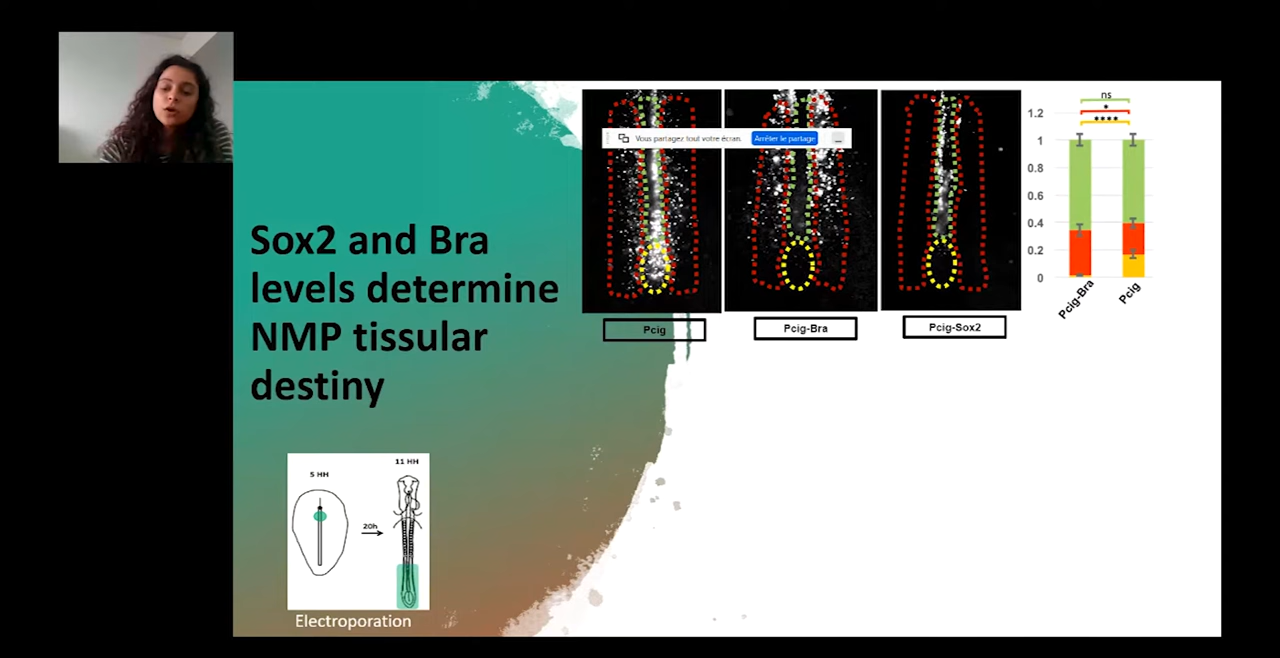 Sox2 and Bra
levels determine
NMP tissular
destiny
5 HH
11 HH
20h
Electroporation
Vous partagez tout votre écran.
Arrêter le partage
Pcig
Pcig-Bra
Pcig-Sox2
ns
*
****
1.2
1
0.8
0.6
0.4
0.2
0
Pcig-Bra
Pcig